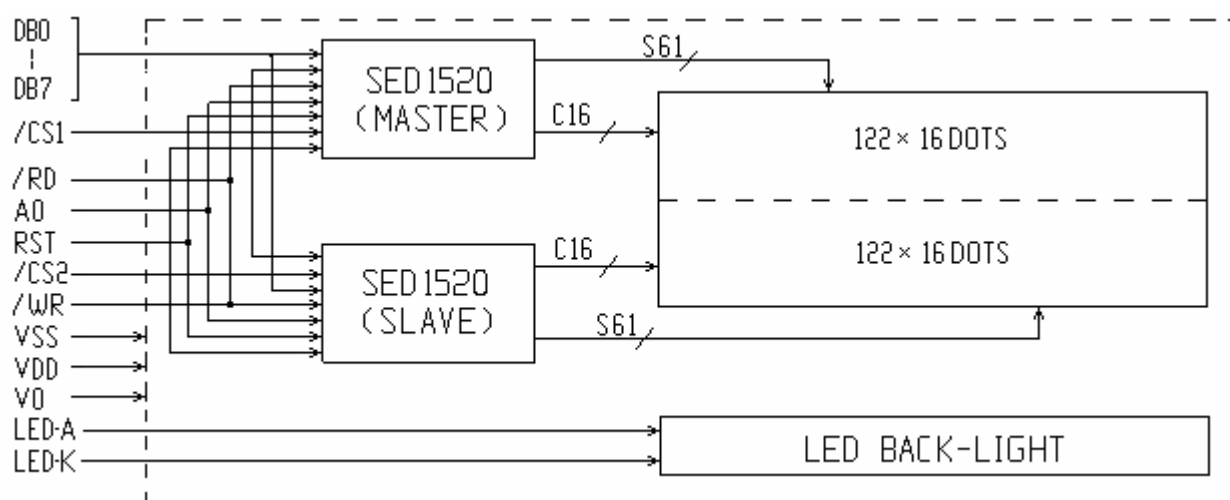 DB0
DB7
/CS1
/RD
A0
RST
/CS2
/WR
VSS
VDD
V0
LED-A
LED-K
SED1520
(MASTER)
S61
C16
122× 16DOTS
122× 16DOTS
SED1520
(SLAVE)
C16
S61
LED BACK-LIGHT